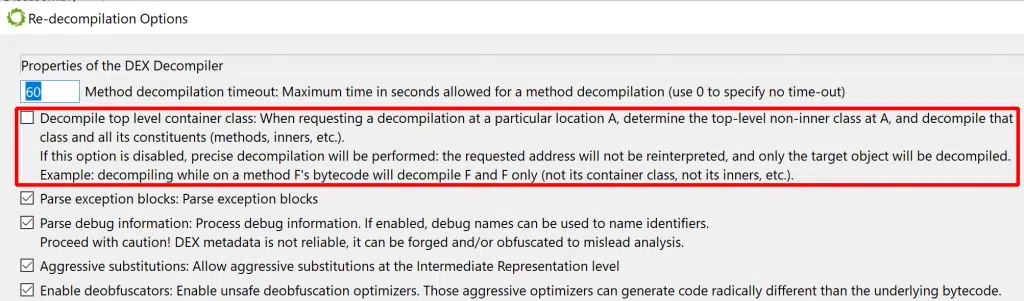 Re-decompilation Options
Properties of the DEX Decompiler
60 Method decompilation timeout: Maximum time in seconds allowed for a method decompilation (use 0 to specify no time-out)
Decompile top level container class: When requesting a decompilation at a particular location A, determine the top-level non-inner class at A, and decompile that
class and all its constituents (methods, inners, etc.).
If this option is disabled, precise decompilation will be performed: the requested address will not be reinterpreted, and only the target object will be decompiled.
Example: decompiling while on a method F's bytecode will decompile F and F only (not its container class, not its inners, etc.).
Parse exception blocks: Parse exception blocks
Parse debug information: Process debug information. If enabled, debug names can be used to name identifiers.
Proceed with caution! DEX metadata is not reliable, it can be forged and/or obfuscated to mislead analysis.
Aggressive substitutions: Allow aggressive substitutions at the Intermediate Representation level
Enable deobfuscators: Enable unsafe deobfuscation optimizers. Those aggressive optimizers can generate code radically different than the underlying bytecode.